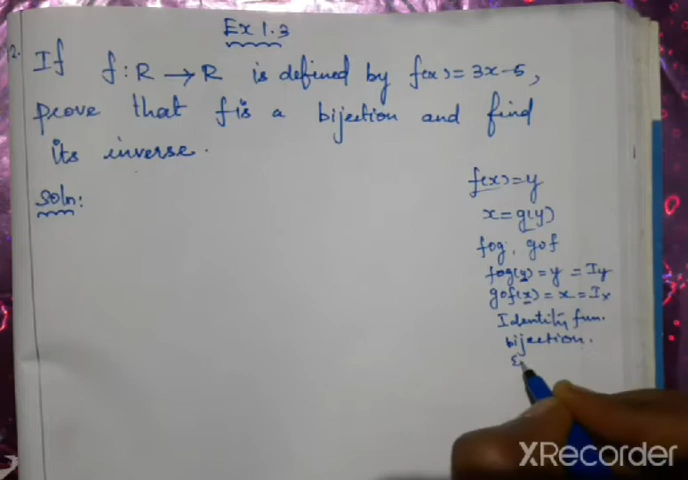 Ex 1.3
2. If f : R → R is defined by f(x) = 3x-5,
prove that f is a bijection and find
its inverse.
Soln:
f(x) = y
x = g(y)
fog, gof
fog(y) = y = Iy
gof(x) = x = Ix
Identity fun.
bijection.
XRecorder